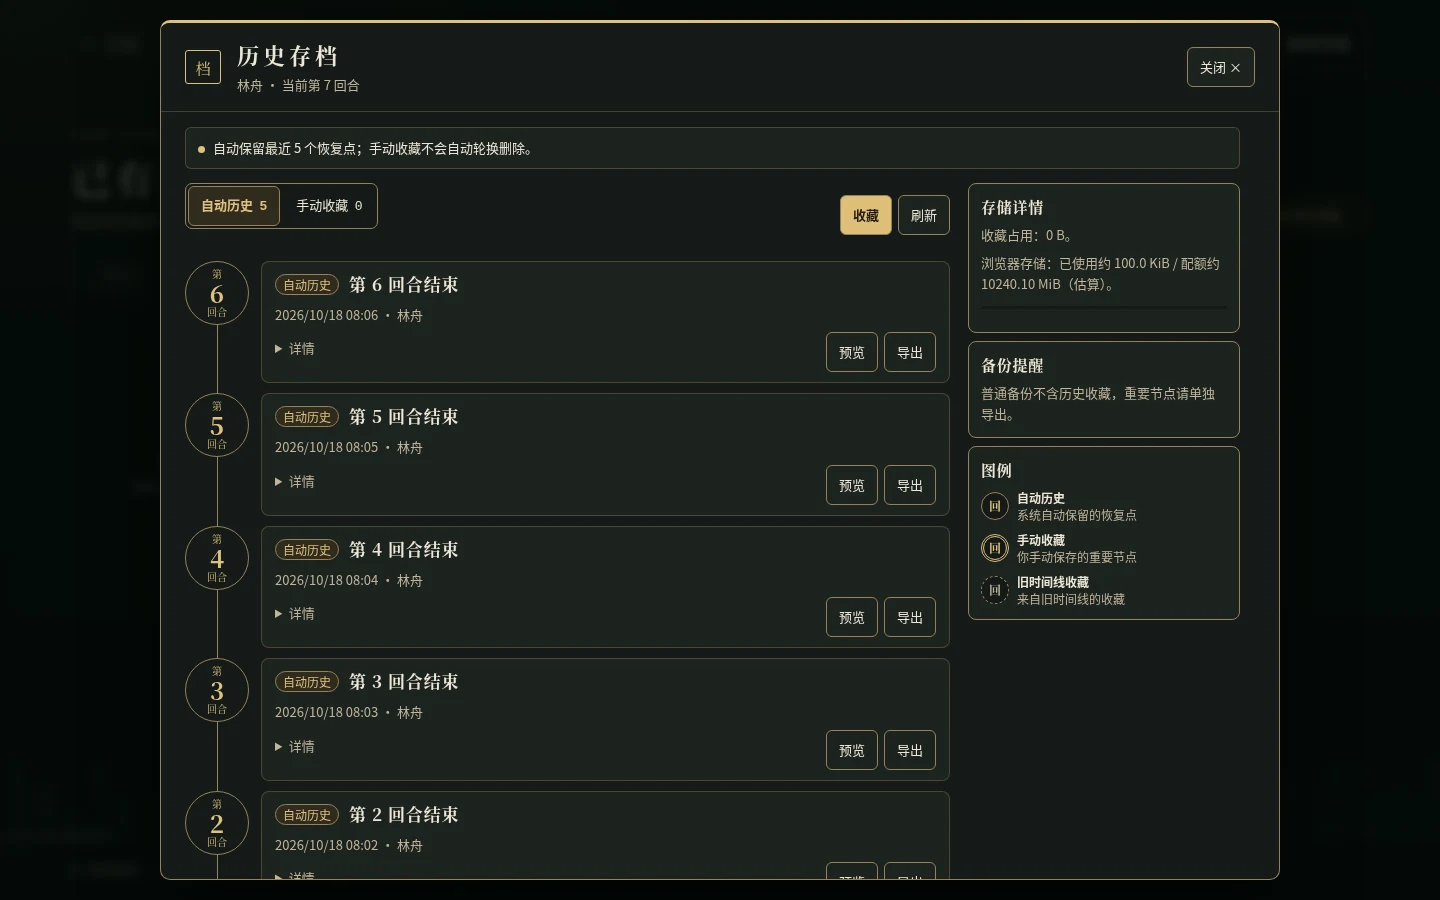 档
历史存档
林舟 · 当前第 7 回合
关闭 ×
自动保留最近 5 个恢复点；手动收藏不会自动轮换删除。
自动历史 5
手动收藏 0
收藏
刷新
第
6
回合
自动历史 第 6 回合结束
2026/10/18 08:06 · 林舟
▶ 详情
预览
导出
第
5
回合
自动历史 第 5 回合结束
2026/10/18 08:05 · 林舟
▶ 详情
预览
导出
第
4
回合
自动历史 第 4 回合结束
2026/10/18 08:04 · 林舟
▶ 详情
预览
导出
第
3
回合
自动历史 第 3 回合结束
2026/10/18 08:03 · 林舟
▶ 详情
预览
导出
第
2
回合
自动历史 第 2 回合结束
2026/10/18 08:02 · 林舟
▶ 详情
预览
导出
存储详情
收藏占用：0 B。
浏览器存储：已使用约 100.0 KiB / 配额约
10240.10 MiB（估算）。
备份提醒
普通备份不含历史收藏，重要节点请单独
导出。
图例
回
自动历史
系统自动保留的恢复点
回
手动收藏
你手动保存的重要节点
回
旧时间线收藏
来自旧时间线的收藏